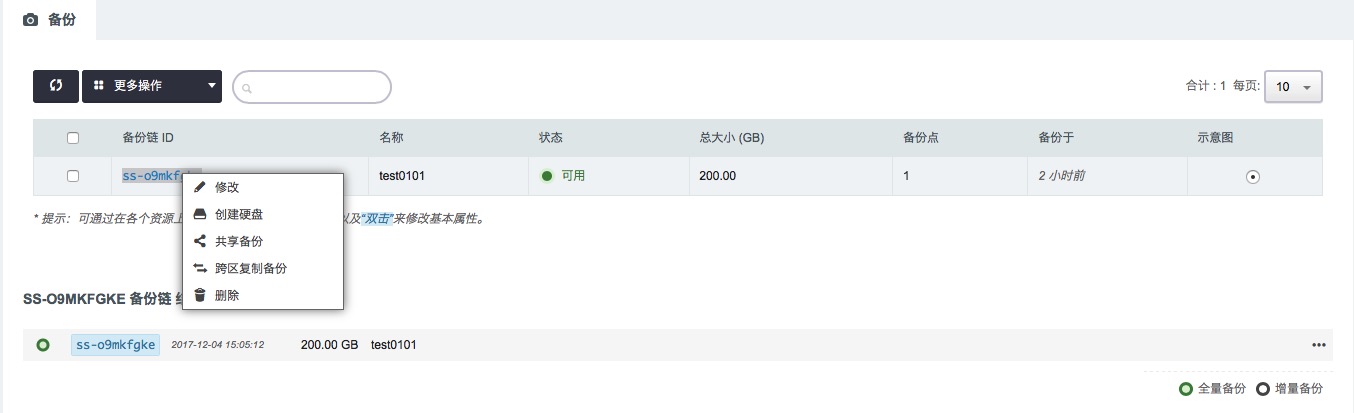 备份
更多操作
合计 : 1 每页: 10
备份链 ID 名称 状态 总大小 (GB) 备份点 备份于 示意图
ss-o9mkf test0101 可用 200.00 1 2 小时前
修改
* 提示：可通过在各个资源上 以及“双击”来修改基本属性。
创建硬盘
共享备份
跨区复制备份
删除
SS-O9MKFGKE 备份链
ss-o9mkfgke 2017-12-04 15:05:12 200.00 GB test0101
全量备份 增量备份